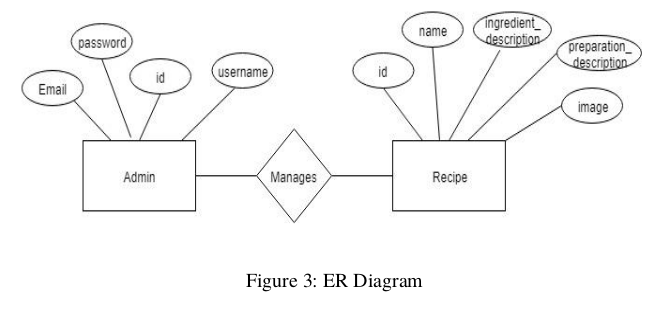 password
Email
id
username
id
name
ingredient_
description
preparation_
description
image
Admin
Manages
Recipe
Figure 3: ER Diagram